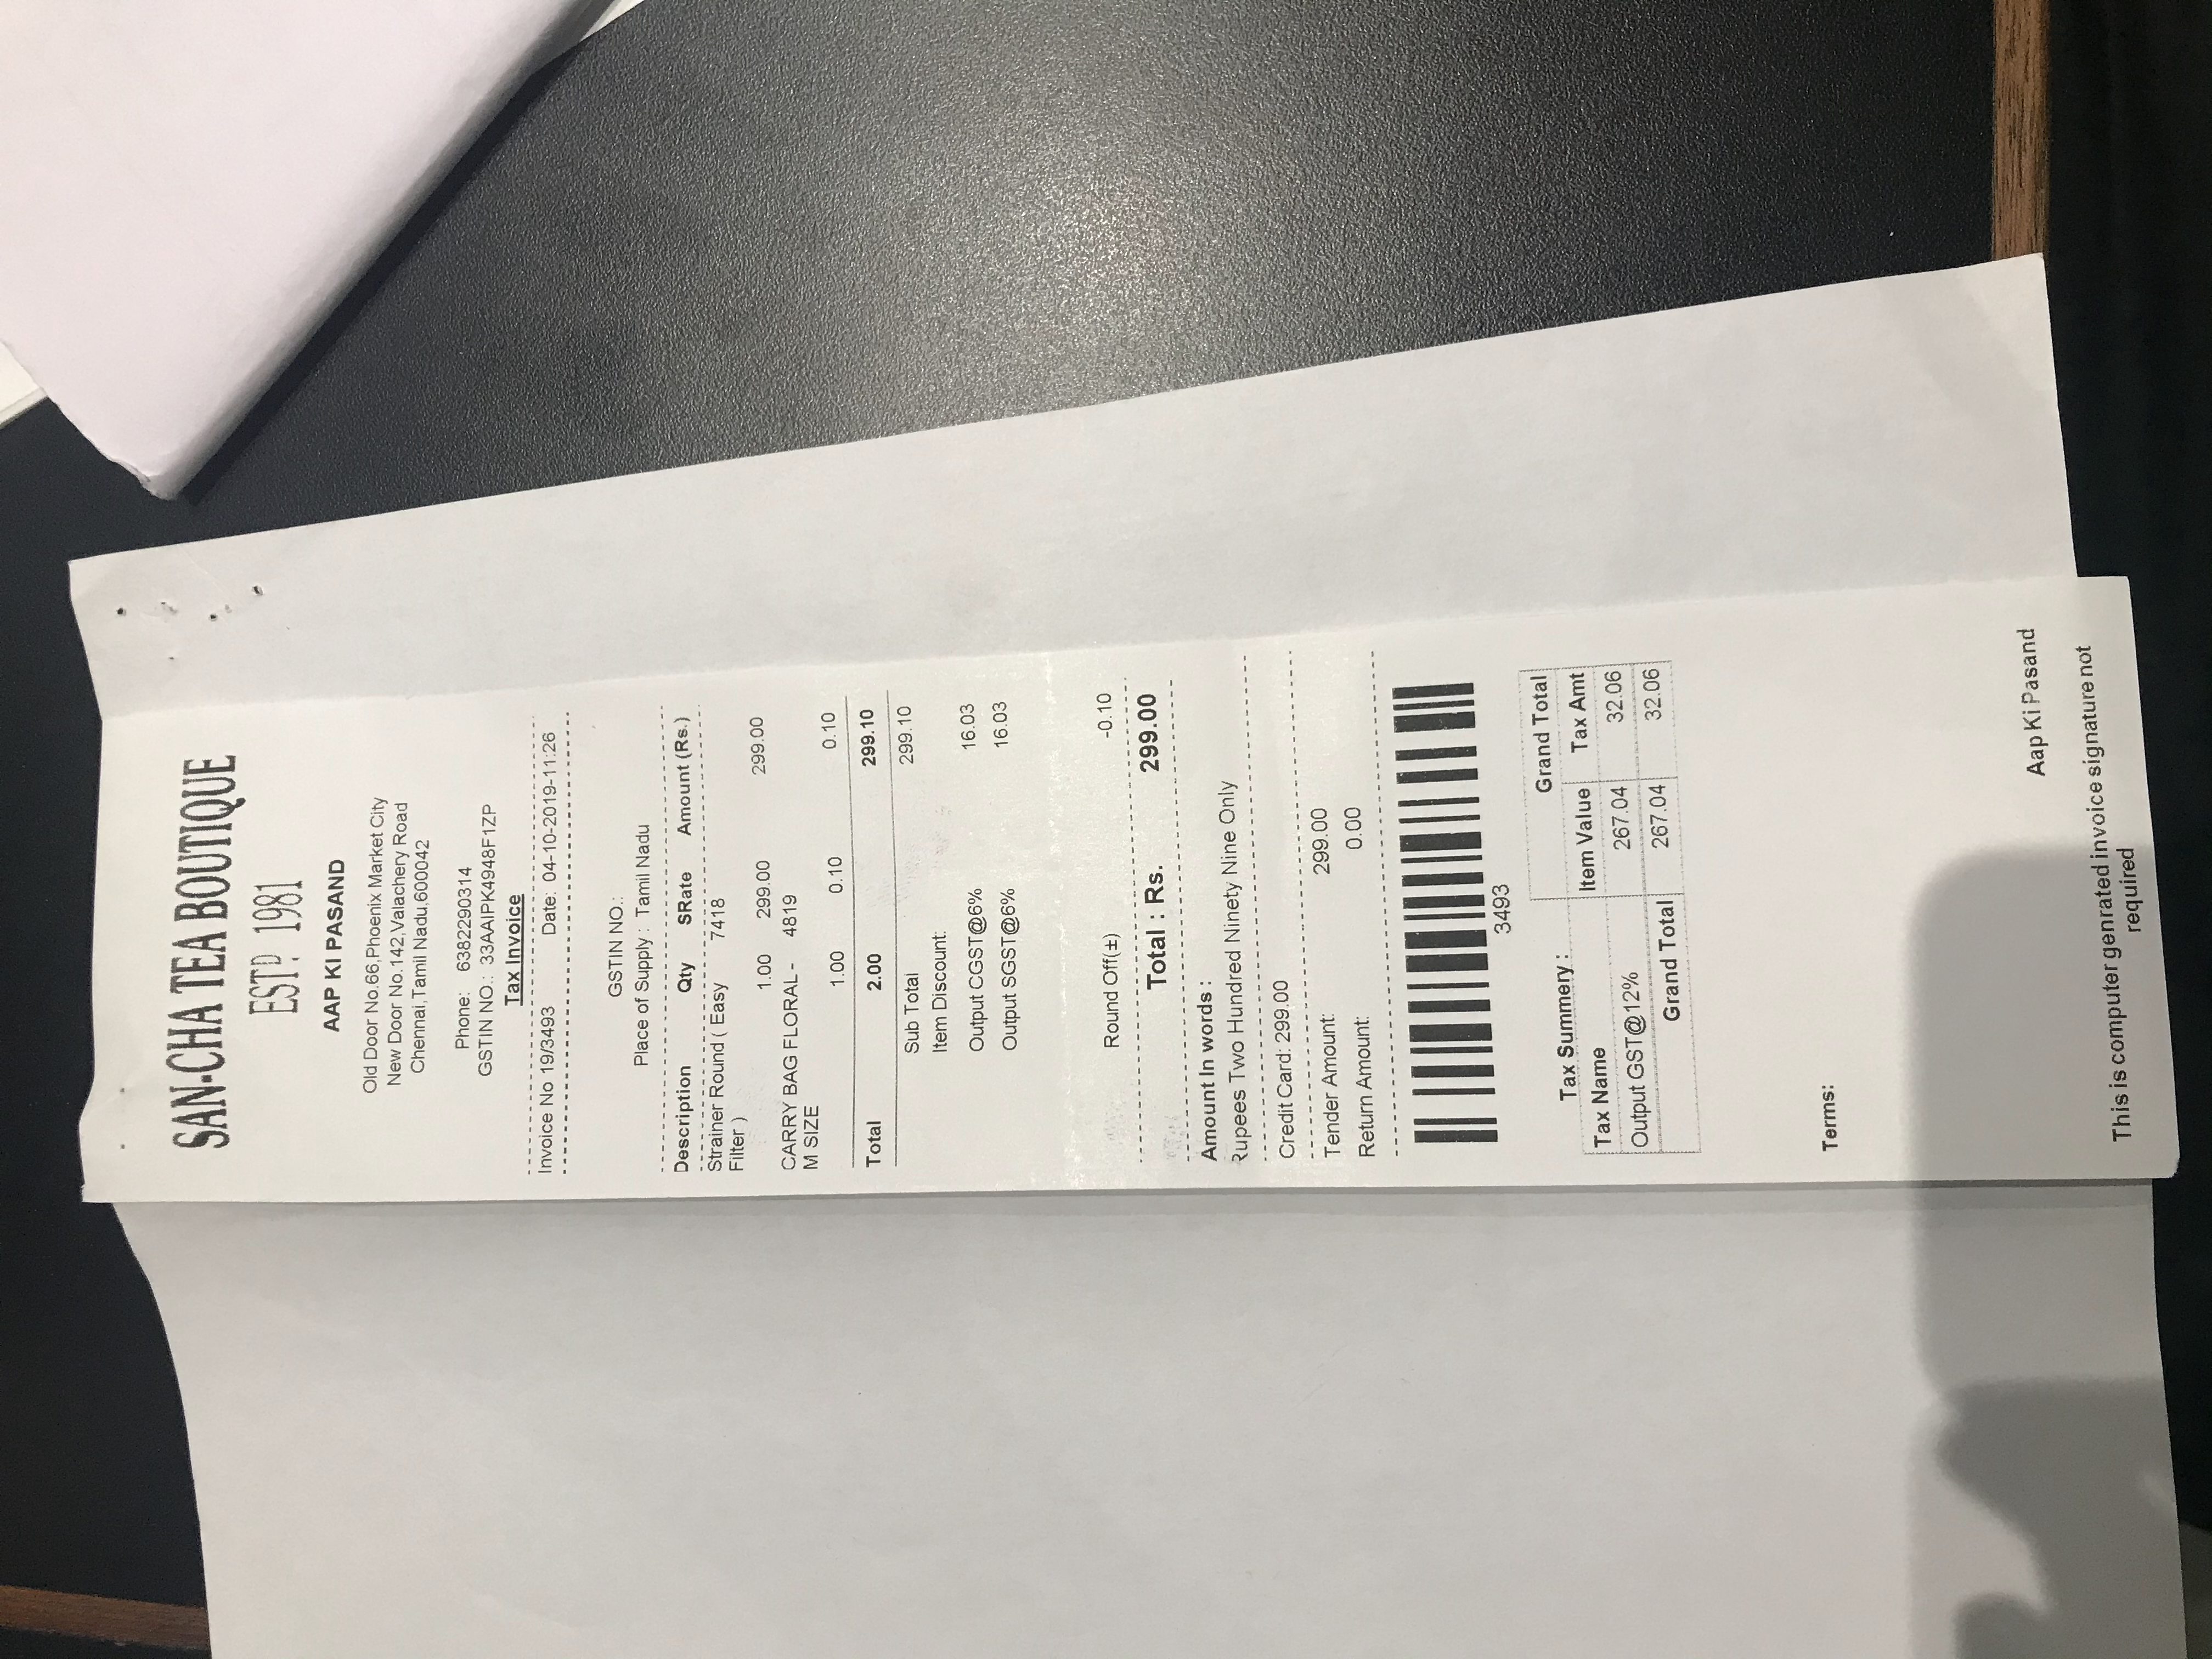 SAN-CHA TEA BOUTIQUE
ESTD. 1981
AAP KI PASAND
Old Door No.66,Phoenix Market City
New Door No.142,Valachery Road
Chennai,Tamil Nadu,600042
Phone: 6382290314
GSTIN NO.: 33AAIPK4948F1ZP
Tax Invoice
Invoice No 19/3493 Date: 04-10-2019-11:26
GSTIN NO.:
Place of Supply : Tamil Nadu
Description Qty SRate Amount (Rs.)
Strainer Round ( Easy 7418
Filter )
1.00 299.00 299.00
CARRY BAG FLORAL - 4819
M SIZE
1.00 0.10 0.10
Total 2.00 299.10
Sub Total 299.10
Item Discount:
Output CGST@6% 16.03
Output SGST@6% 16.03
Round Off(±) -0.10
Total : Rs. 299.00
Amount In words :
Rupees Two Hundred Ninety Nine Only
Credit Card: 299.00
Tender Amount: 299.00
Return Amount: 0.00
3493
Grand Total
Tax Summery :
Tax Name Item Value Tax Amt
Output GST@12% 267.04 32.06
Grand Total 267.04 32.06
Terms:
Aap Ki Pasand
This is computer genrated invoice signature not
required